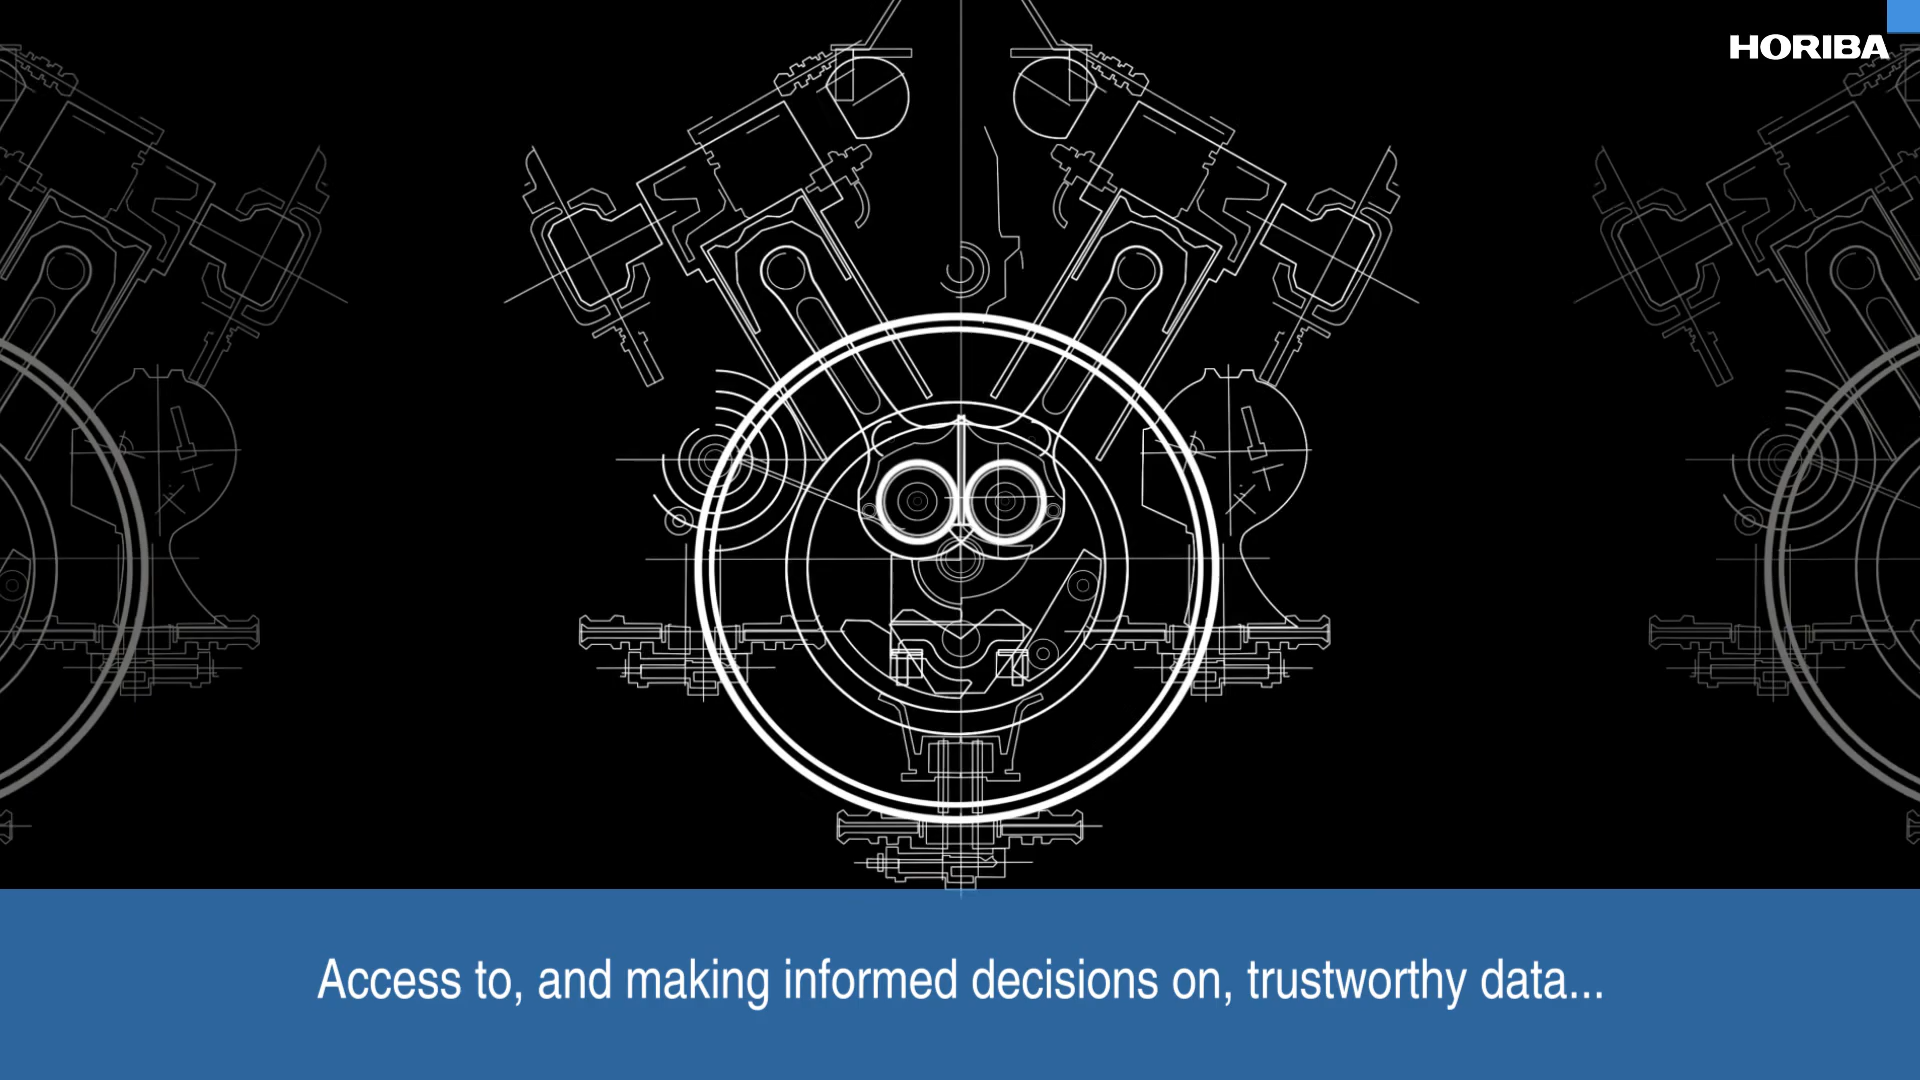 HORIBA
Access to, and making informed decisions on, trustworthy data...